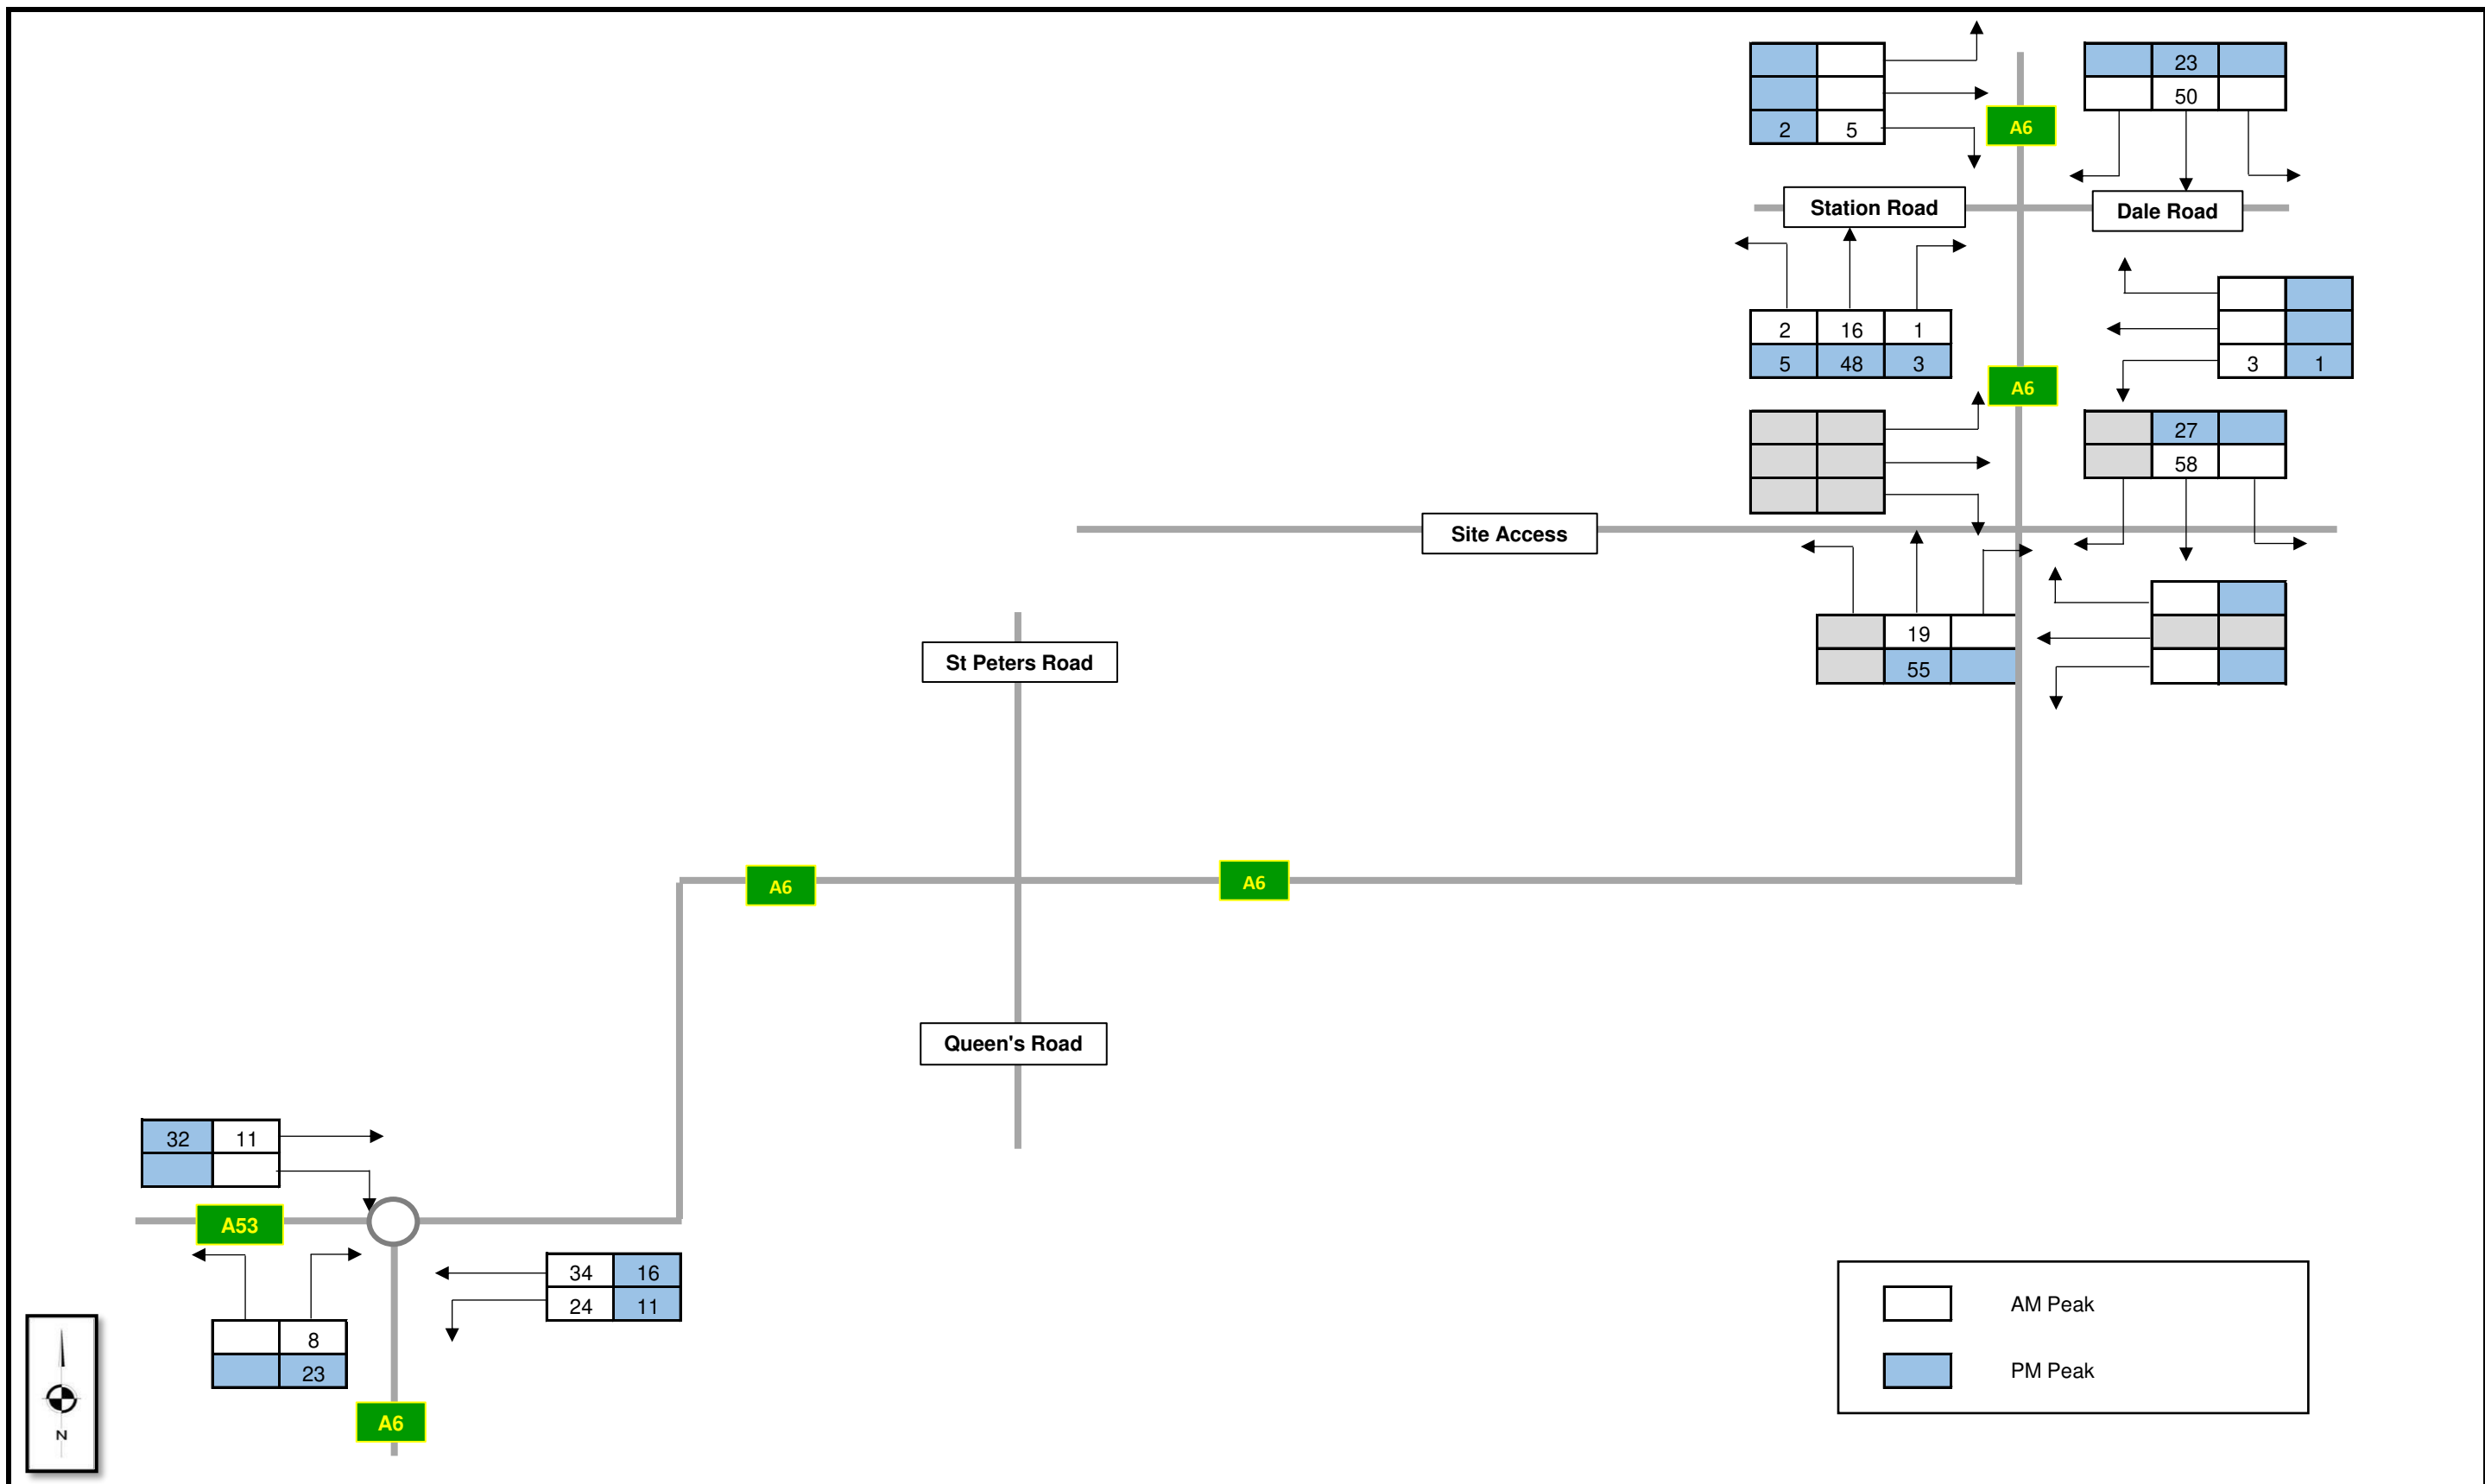 23
50
A6
2 5
Station Road
Dale Road
2 16 1
5 48 3
3 1
A6
27
58
Site Access
19
55
St Peters Road
A6
A6
Queen's Road
32 11
A53
34 16
24 11
8
23
A6
N
AM Peak
PM Peak